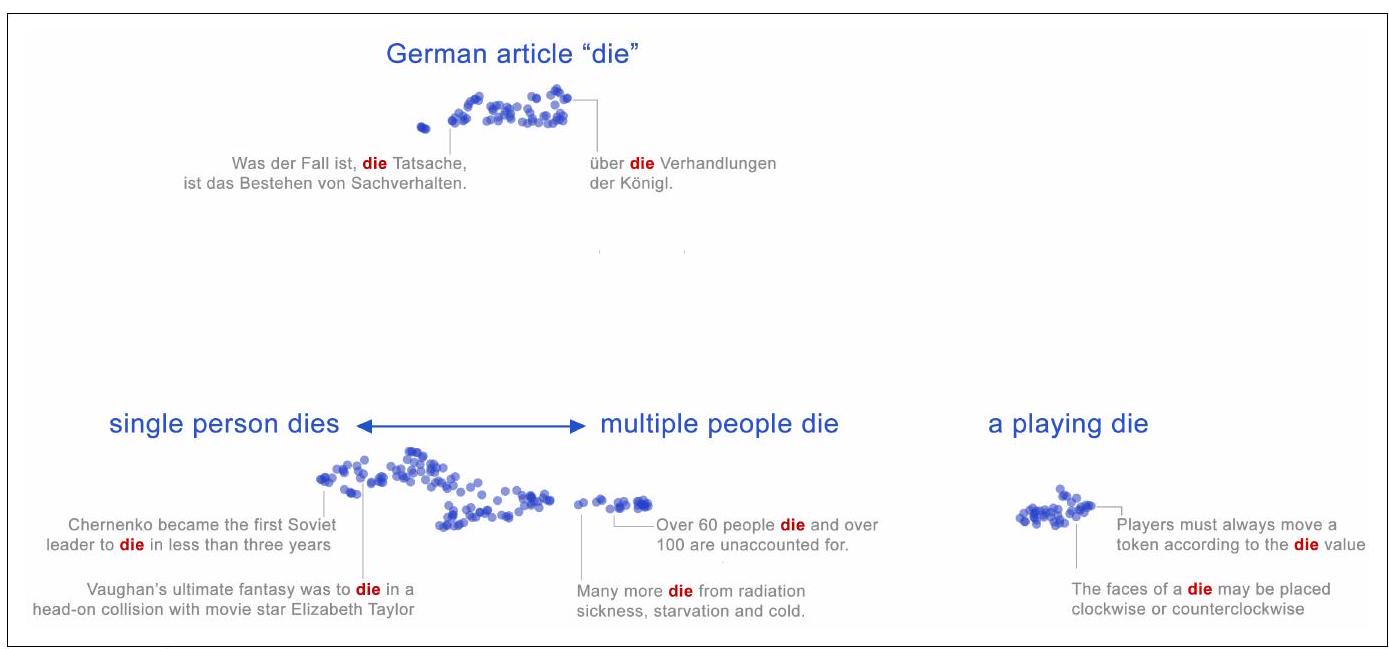 German article “die”
Was der Fall ist, die Tatsache,
ist das Bestehen von Sachverhalten.
über die Verhandlungen
der Königl.
single person dies
multiple people die
a playing die
Chernenko became the first Soviet
leader to die in less than three years
Vaughan’s ultimate fantasy was to die in a
head-on collision with movie star Elizabeth Taylor
Over 60 people die and over
100 are unaccounted for.
Many more die from radiation
sickness, starvation and cold.
Players must always move a
token according to the die value
The faces of a die may be placed
clockwise or counterclockwise